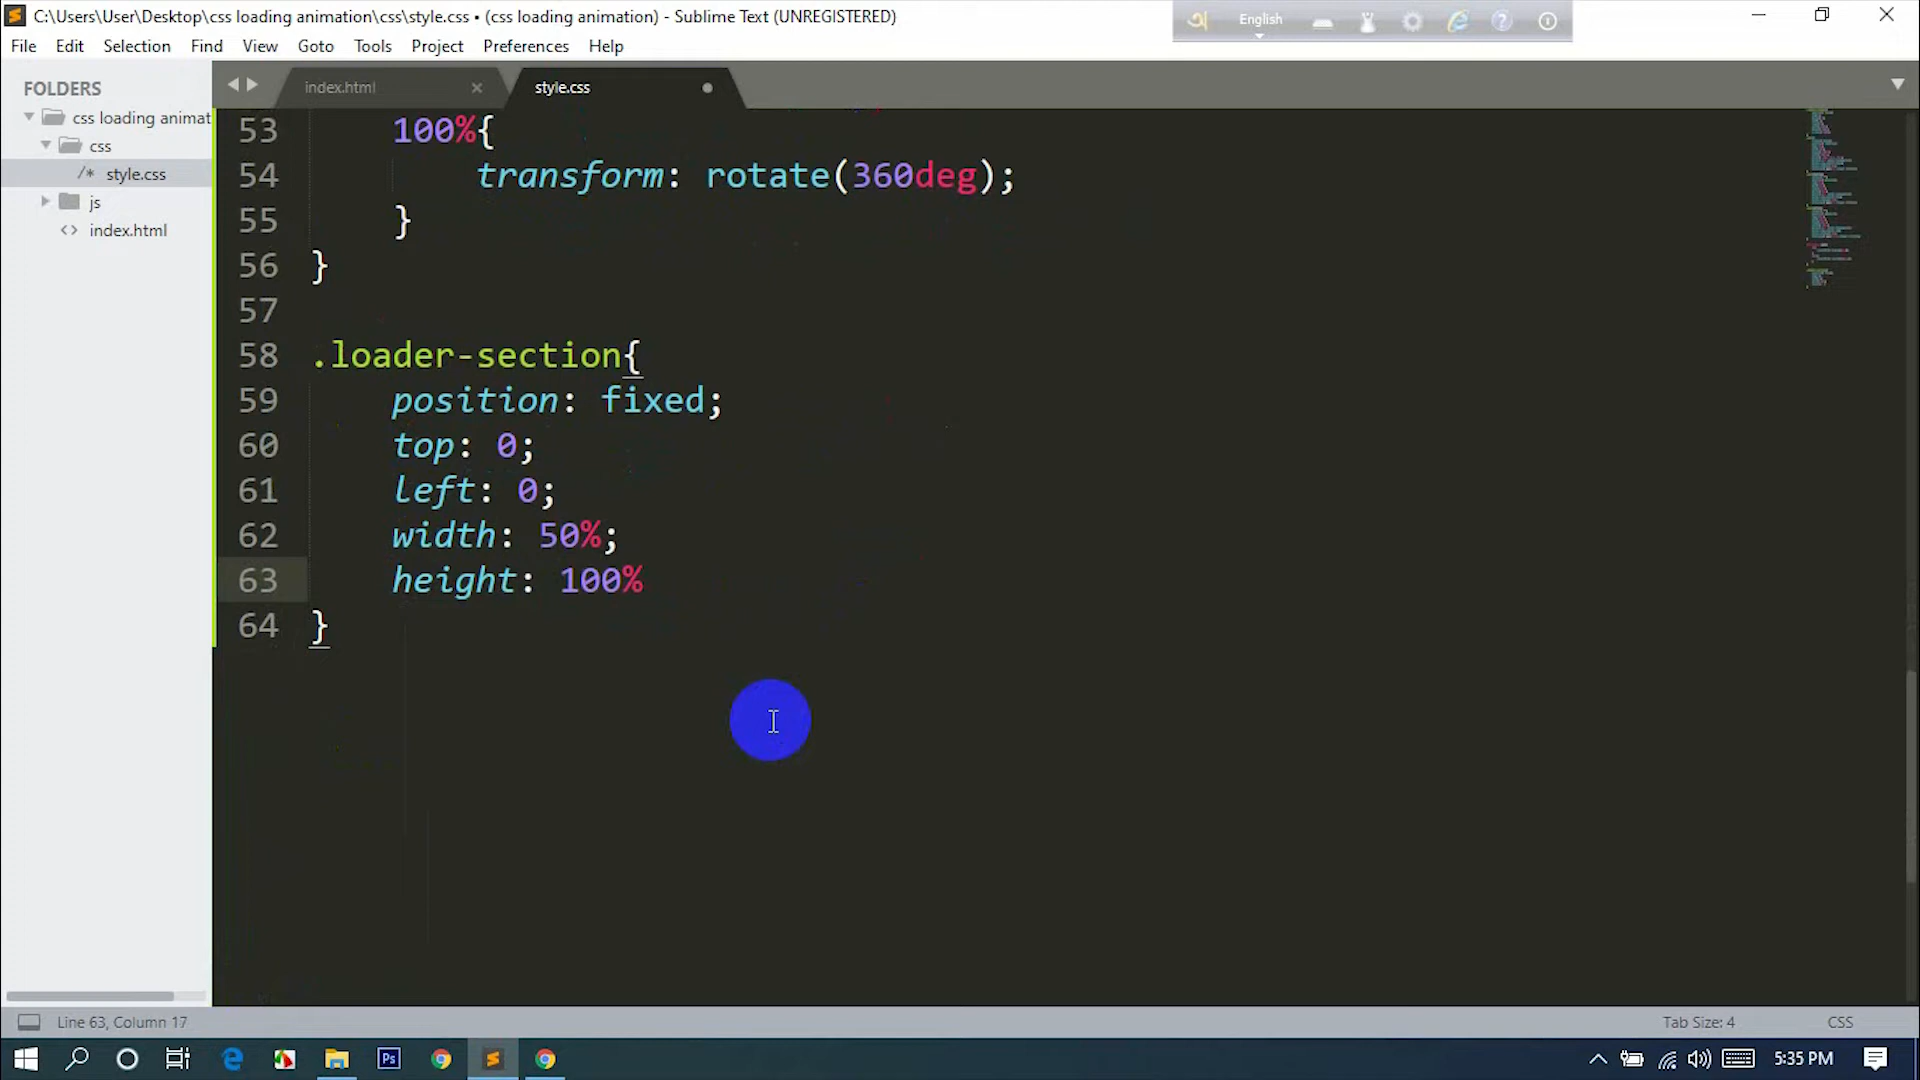 C:\Users\User\Desktop\css loading animation\css\style.css • (css loading animation) - Sublime Text (UNREGISTERED)
English
File Edit Selection Find View Goto Tools Project Preferences Help
FOLDERS
css loading animat
css
/* style.css
js
<> index.html
index.html
style.css
53 100%{
54 transform: rotate(360deg);
55 }
56 }
57
58 .loader-section{
59 position: fixed;
60 top: 0;
61 left: 0;
62 width: 50%;
63 height: 100%
64 }
Line 63, Column 17
Tab Size: 4
CSS
Ps
5:35 PM